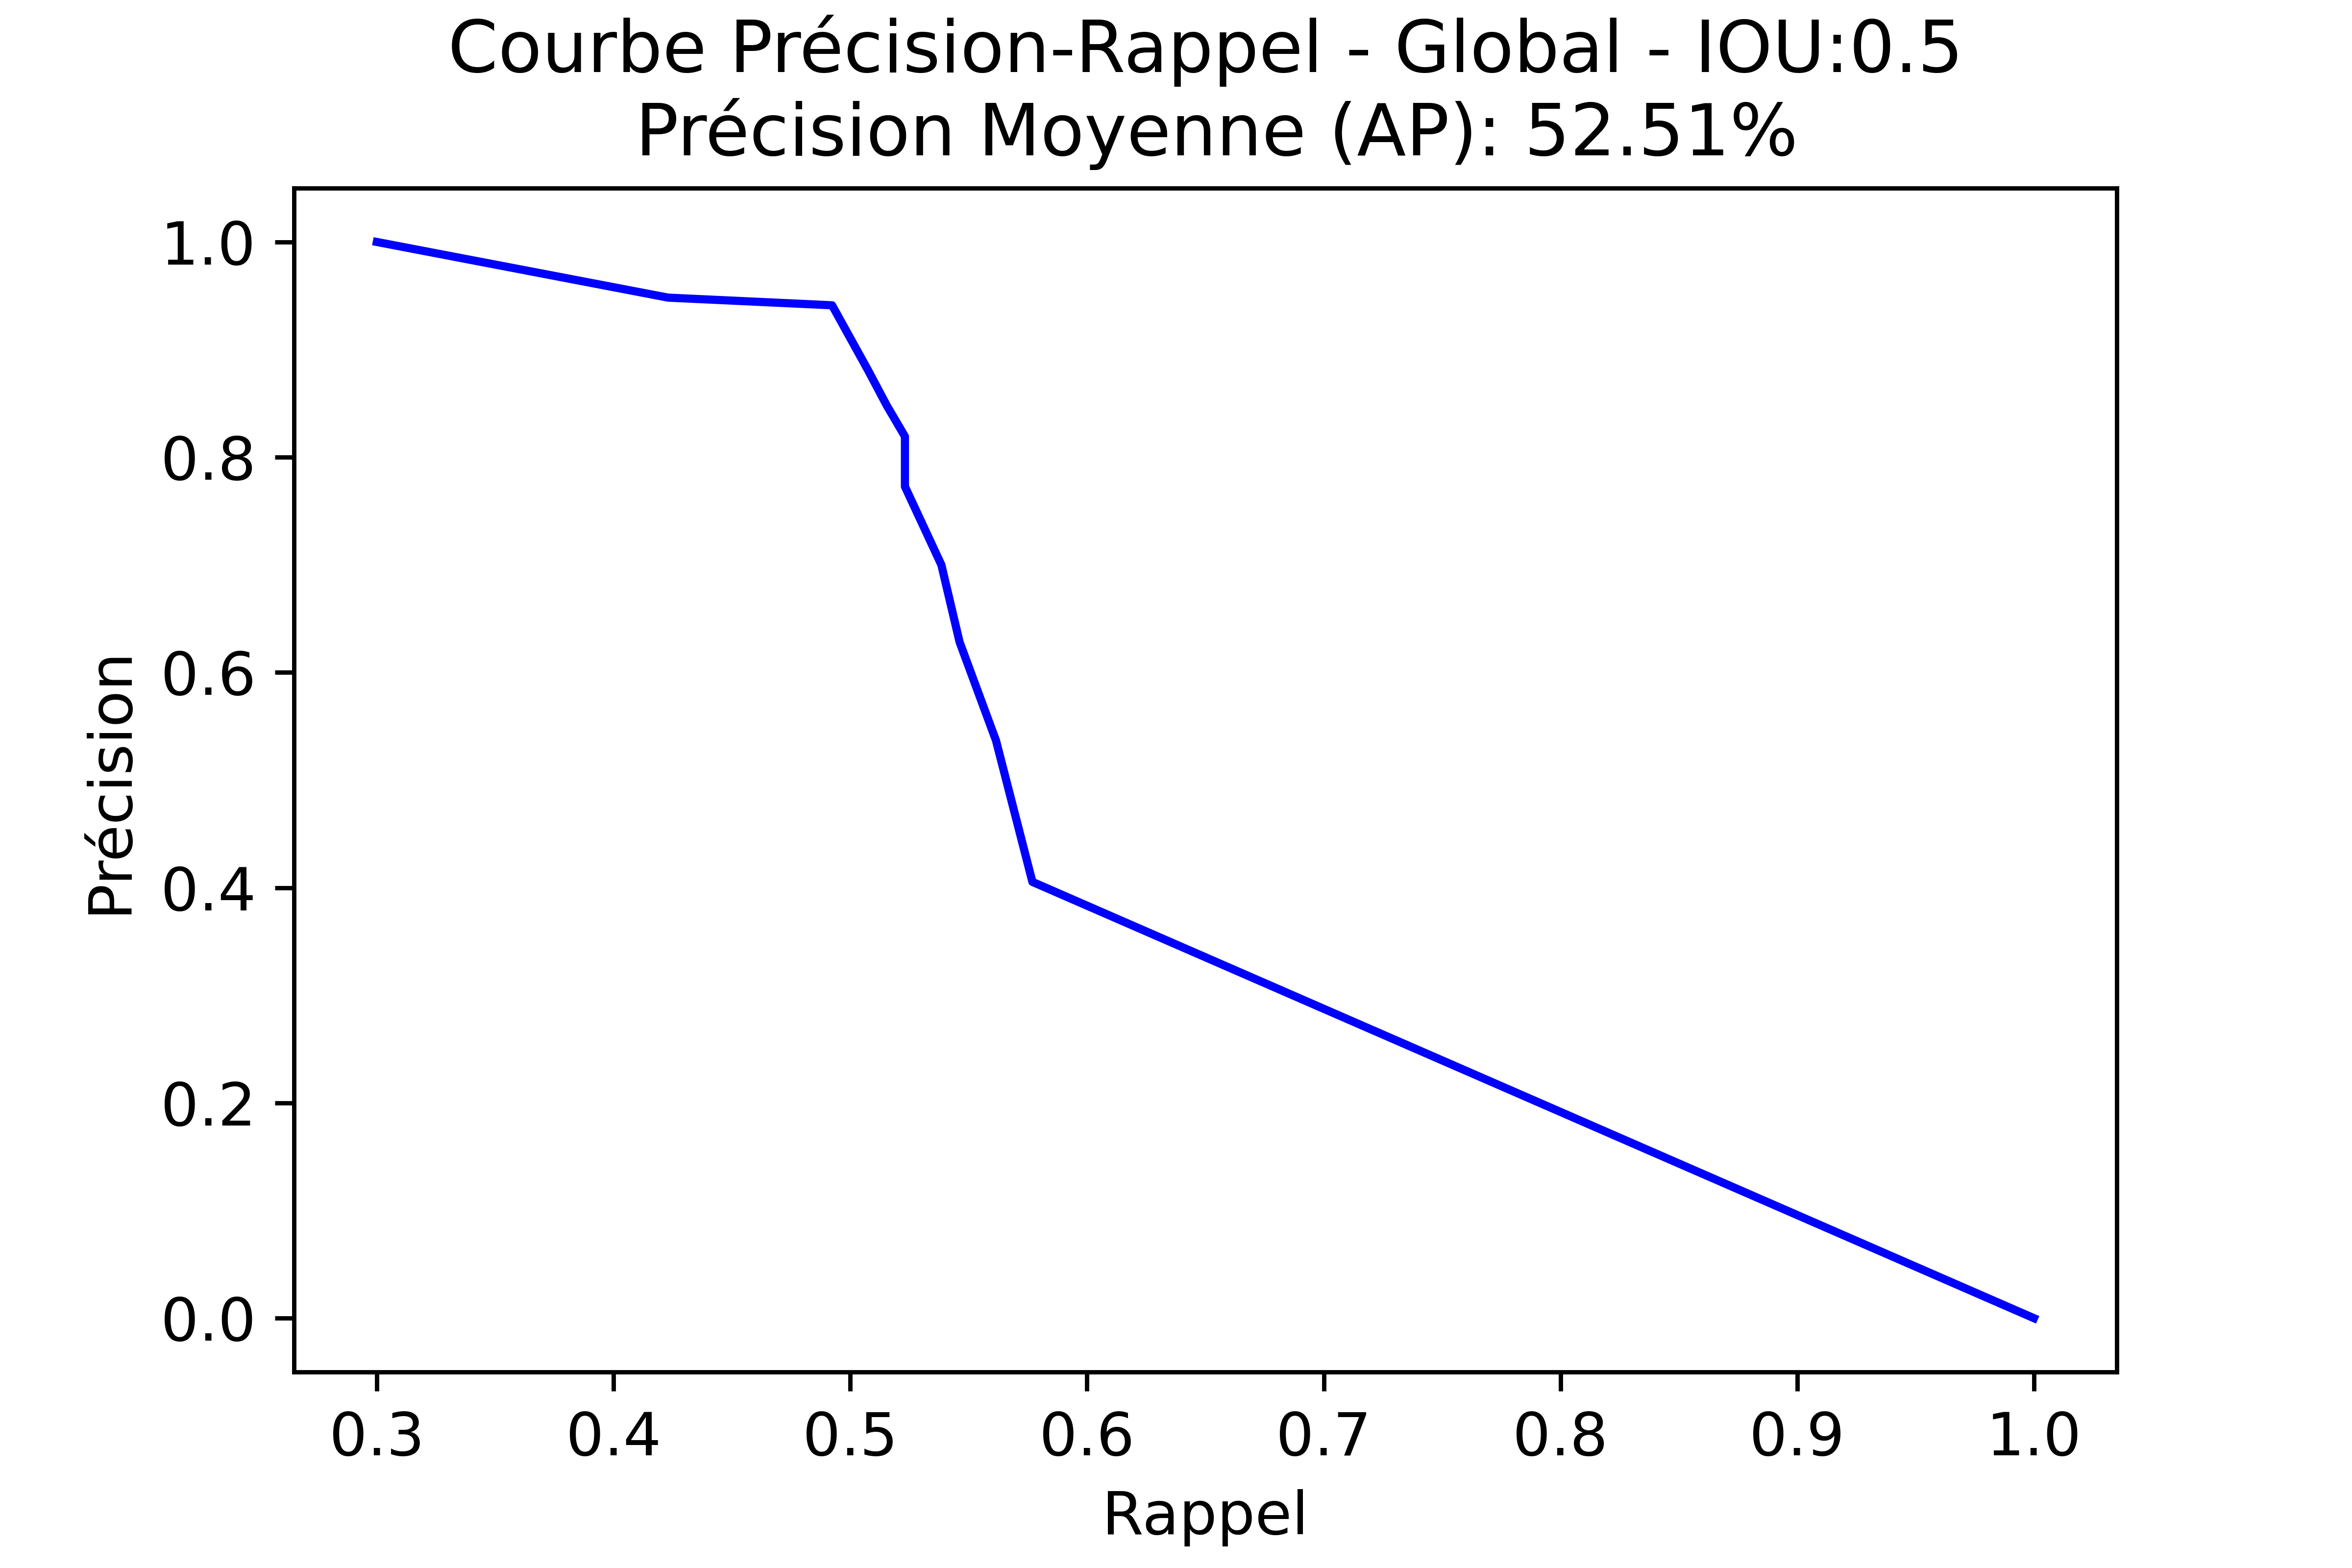 Courbe Précision-Rappel - Global - IOU:0.5
Précision Moyenne (AP): 52.51%
1.0
0.8
0.6
0.4
0.2
0.0
Précision
0.3 0.4 0.5 0.6 0.7 0.8 0.9 1.0
Rappel